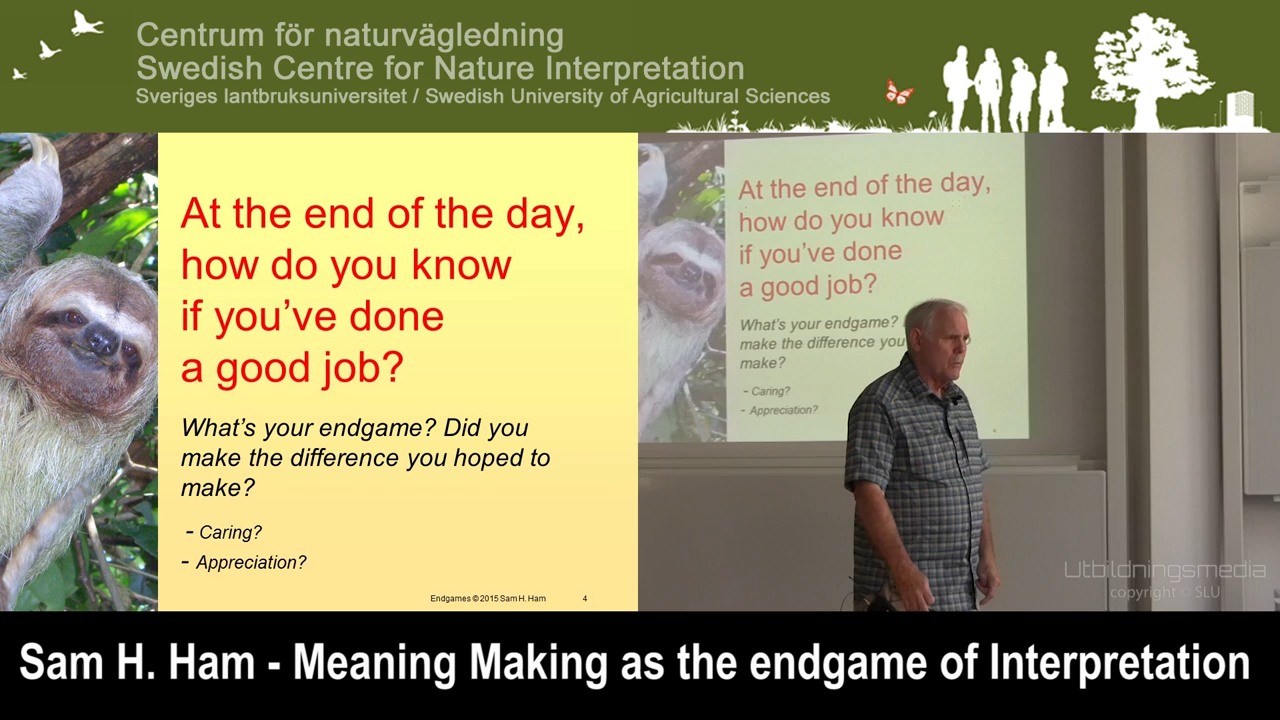 Centrum för naturvägledning
Swedish Centre for Nature Interpretation
Sveriges lantbruksuniversitet / Swedish University of Agricultural Sciences
At the end of the day,
how do you know
if you've done
a good job?
What's your endgame? Did you
make the difference you hoped to
make?
- Caring?
- Appreciation?
Endgames © 2015 Sam H. Ham 4
At the end of the day,
how do you know
if you've done
a good job?
What's your endgame?
make the difference you
make?
- Caring?
- Appreciation?
Utbildningsmedia
copyright © SLU
Sam H. Ham - Meaning Making as the endgame of Interpretation